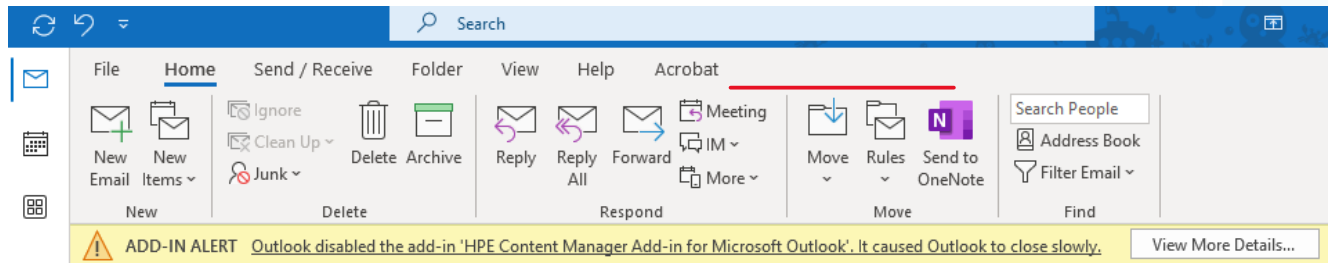 Search
File Home Send / Receive Folder View Help Acrobat
New Email
New Items
New
Ignore
Clean Up
Junk
Delete
Archive
Delete
Reply
Reply All
Forward
Meeting
IM
More
Respond
Move
Rules
Send to OneNote
Move
Search People
Address Book
Filter Email
Find
ADD-IN ALERT Outlook disabled the add-in 'HPE Content Manager Add-in for Microsoft Outlook'. It caused Outlook to close slowly. View More Details...